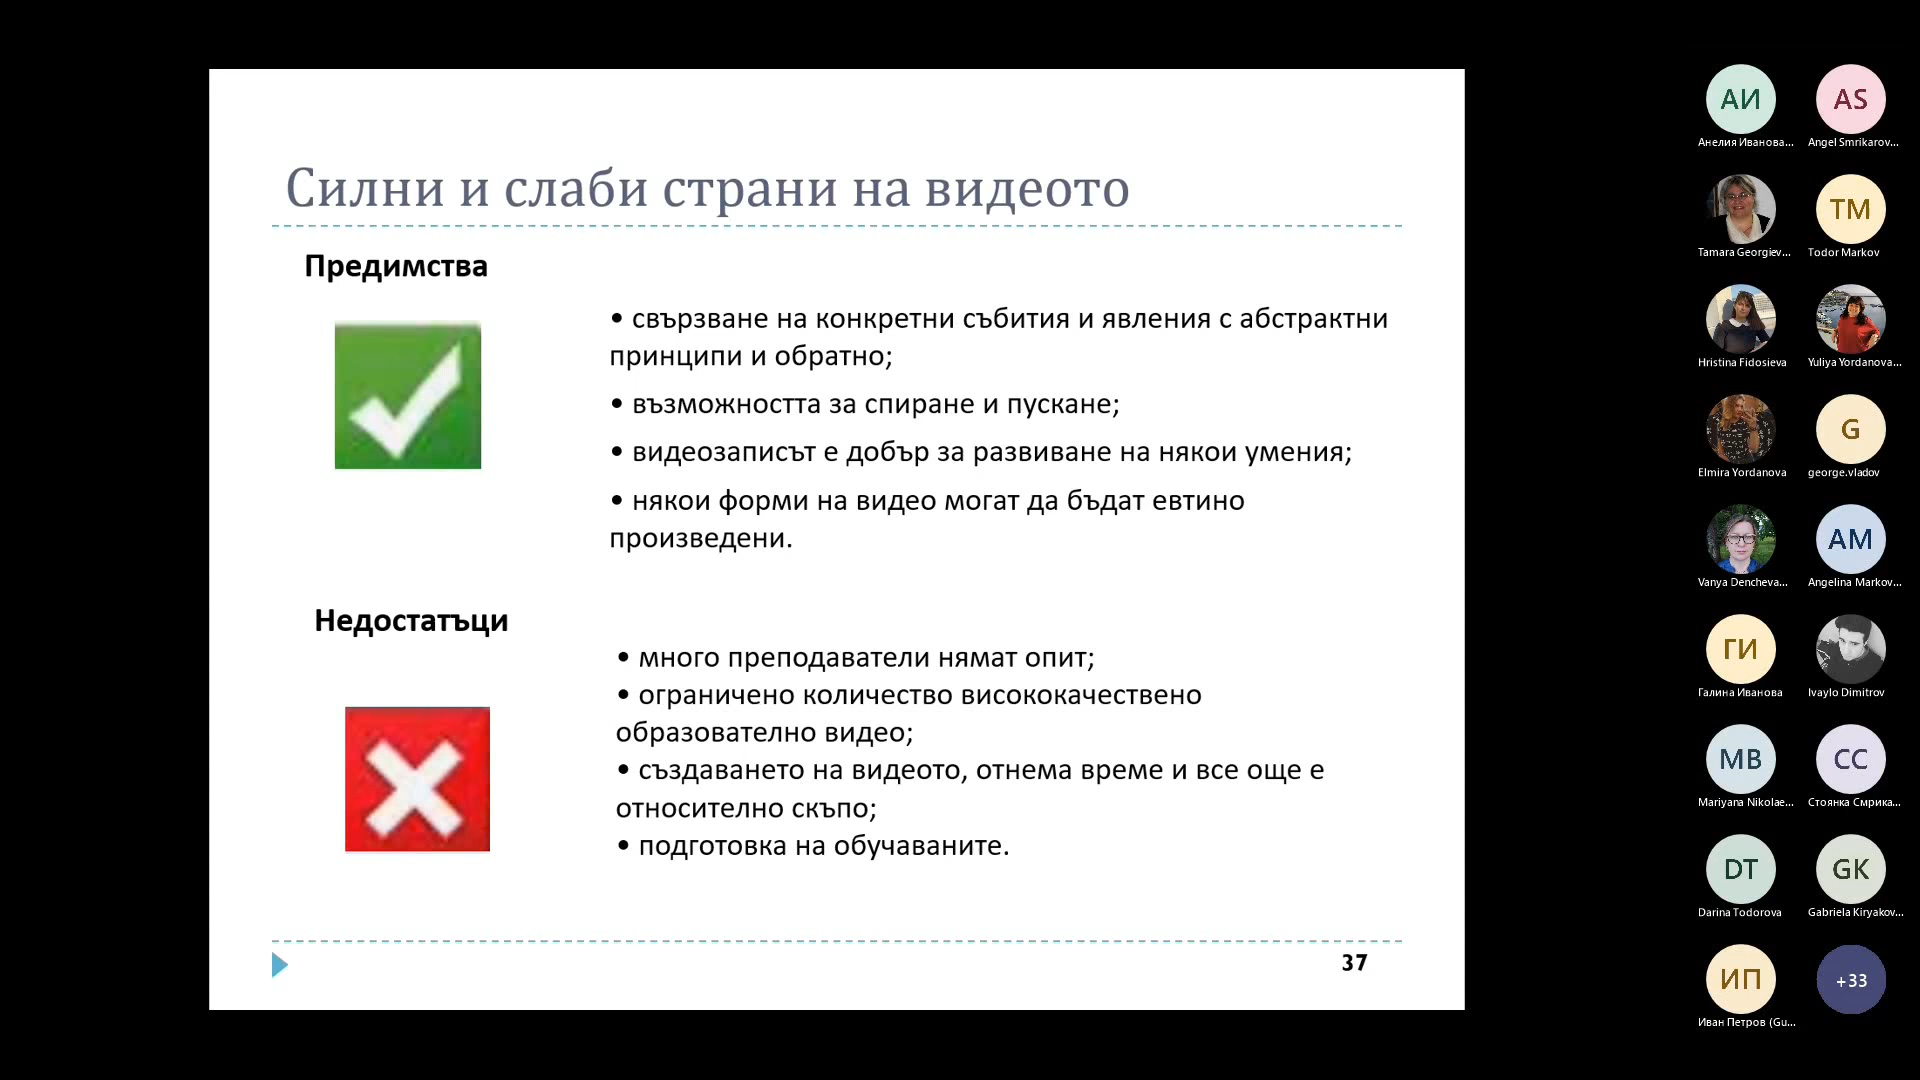 Силни и слаби страни на видеото
Предимства
• свързване на конкретни събития и явления с абстрактни
принципи и обратно;
• възможността за спиране и пускане;
• видеозаписът е добър за развиване на някои умения;
• някои форми на видео могат да бъдат евтино
произведени.
Недостатъци
• много преподаватели нямат опит;
• ограничено количество висококачествено
образователно видео;
• създаването на видеото, отнема време и все още е
относително скъпо;
• подготовка на обучаваните.
37
АИ
AS
Анелия Иванова...
Angel Smrikarov...
TM
Tamara Georgiev...
Todor Markov
Hristina Fidosieva
Yuliya Yordanova...
G
Elmira Yordanova
george.vladov
AM
Vanya Dencheva...
Angelina Markov...
ГИ
Галина Иванова
Ivaylo Dimitrov
MB
СС
Mariyana Nikolae...
Стоянка Смрика...
DT
GK
Darina Todorova
Gabriela Kiryakov...
ИП
+33
Иван Петров (Gu...